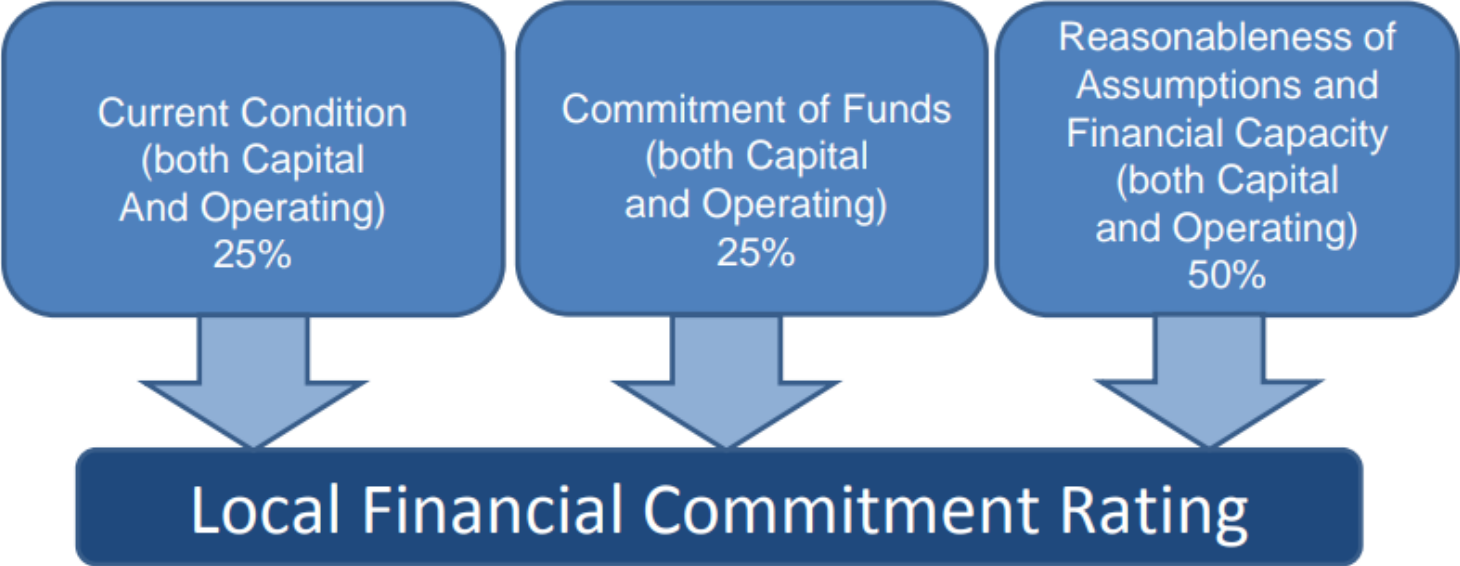 Current Condition
(both Capital
And Operating)
25%
Commitment of Funds
(both Capital
and Operating)
25%
Reasonableness of
Assumptions and
Financial Capacity
(both Capital
and Operating)
50%
Local Financial Commitment Rating